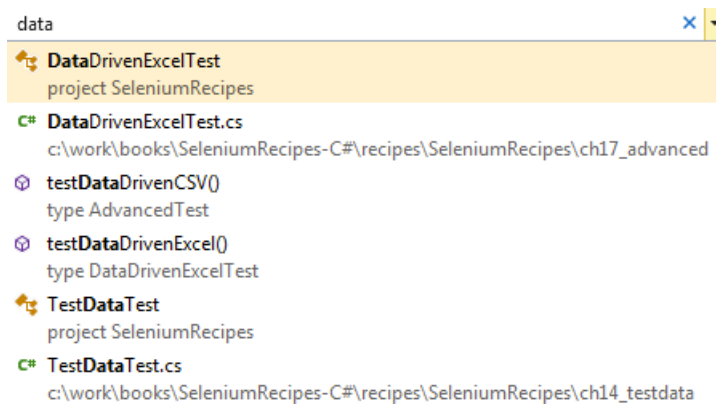 data
DataDrivenExcelTest
project SeleniumRecipes
C# DataDrivenExcelTest.cs
c:\work\books\SeleniumRecipes-C#\recipes\SeleniumRecipes\ch17_advanced
testDataDrivenCSV()
type AdvancedTest
testDataDrivenExcel()
type DataDrivenExcelTest
TestDataTest
project SeleniumRecipes
C# TestDataTest.cs
c:\work\books\SeleniumRecipes-C#\recipes\SeleniumRecipes\ch14_testdata